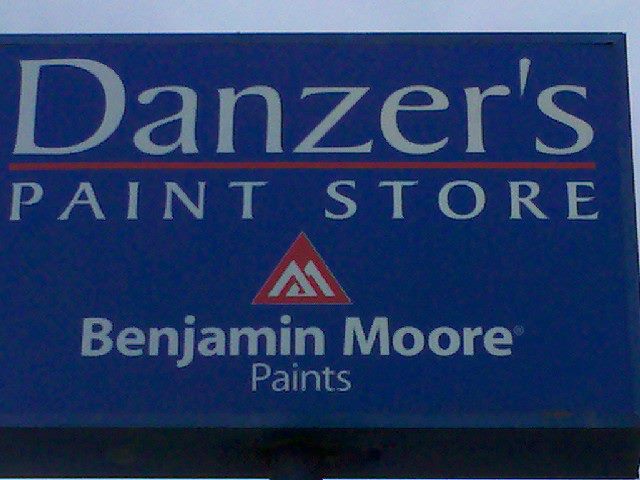 Danzer's
PAINT STORE
Benjamin Moore®
Paints